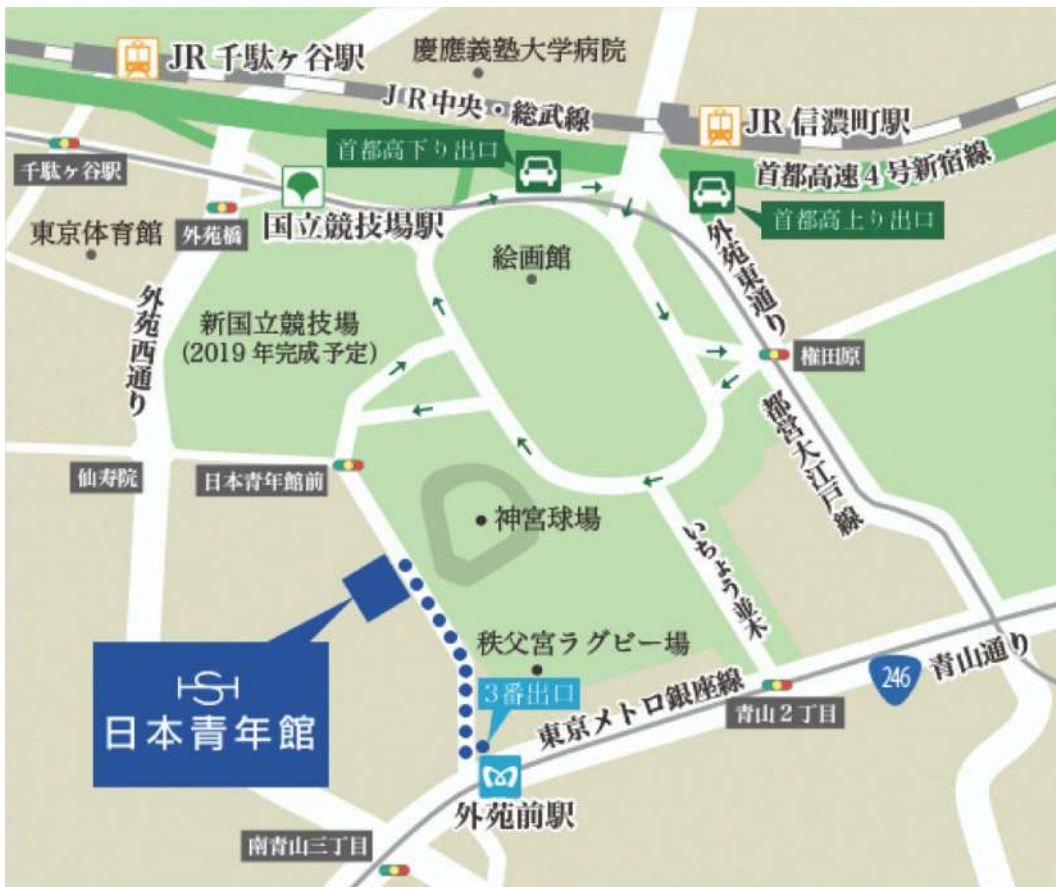 JR 千駄ヶ谷駅
慶應義塾大学病院
JR中央・総武線
JR 信濃町駅
首都高速4号新宿線
千駄ヶ谷駅
首都高下り出口
首都高上り出口
東京体育館
外苑橋
国立競技場駅
絵画館
外苑東通り
外苑西通り
新国立競技場
(2019 年完成予定)
権田原
都営大江戸線
仙寿院
日本青年館前
神宮球場
いちょう並木
秩父宮ラグビー場
3番出口
日本青年館
東京メトロ銀座線
246
青山通り
青山2丁目
外苑前駅
南青山三丁目